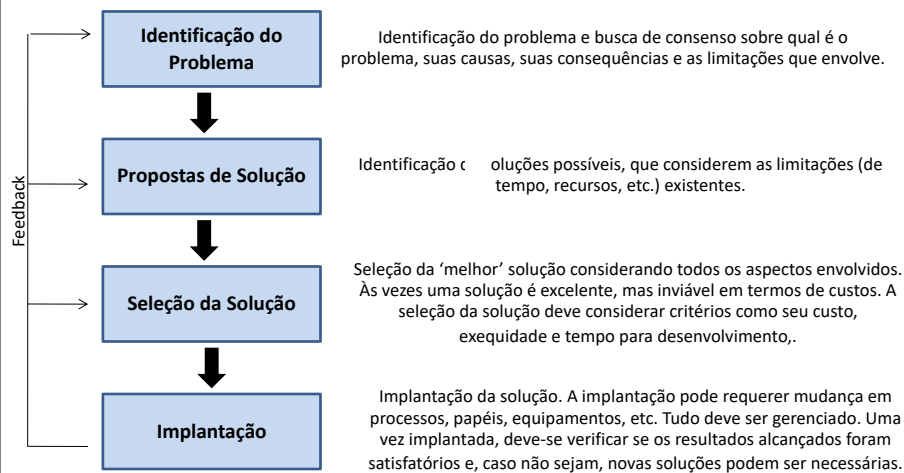 Identificação do
Problema
Identificação do problema e busca de consenso sobre qual é o
problema, suas causas, suas consequências e as limitações que envolve.
Propostas de Solução
Identificação oluções possíveis, que considerem as limitações (de
tempo, recursos, etc.) existentes.
Feedback
Seleção da Solução
Seleção da ‘melhor’ solução considerando todos os aspectos envolvidos.
Às vezes uma solução é excelente, mas inviável em termos de custos. A
seleção da solução deve considerar critérios como seu custo,
exequidade e tempo para desenvolvimento,.
Implantação
Implantação da solução. A implantação pode requerer mudança em
processos, papéis, equipamentos, etc. Tudo deve ser gerenciado. Uma
vez implantada, deve-se verificar se os resultados alcançados foram
satisfatórios e, caso não sejam, novas soluções podem ser necessárias.